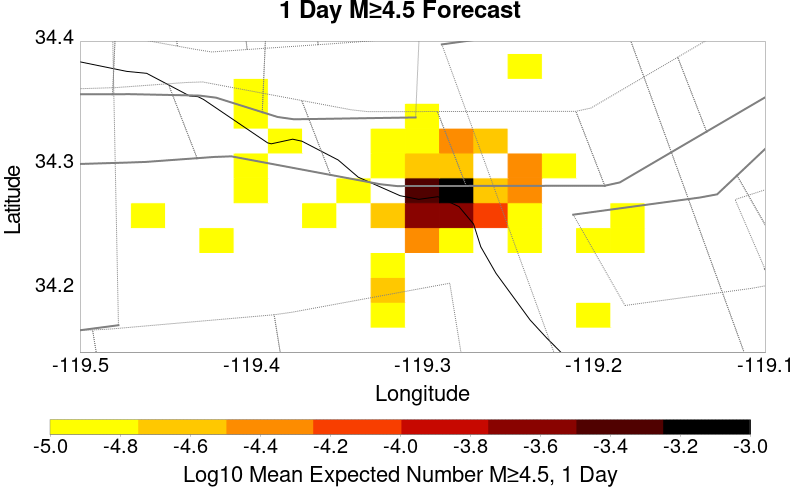 1 Day M≥4.5 Forecast
34.4
34.3
34.2
Latitude
-119.5 -119.4 -119.3 -119.2 -119.1
Longitude
-5.0 -4.8 -4.6 -4.4 -4.2 -4.0 -3.8 -3.6 -3.4 -3.2 -3.0
Log10 Mean Expected Number M≥4.5, 1 Day